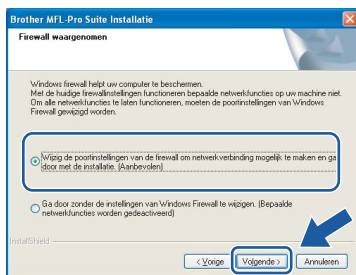 Brother MFL-Pro Suite Installatie
Firewall waargenomen
Windows firewall helpt uw computer te beschermen.
Met de huidige firewallinstellingen functioneren bepaalde netwerkfuncties op uw machine niet.
Om alle netwerkfuncties te laten functioneren, moeten de poortinstellingen van Windows
Firewall gewijzigd worden.
Wijzig de poortinstellingen van de firewall om netwerkverbinding mogelijk te maken en ga
door met de installatie. (Aanbevolen)
Ga door zonder de instellingen van Windows Firewall te wijzigen. (Bepaalde
netwerkfuncties worden gedeactiveerd)
InstallShield
< Vorige
Volgende >
Annuleren